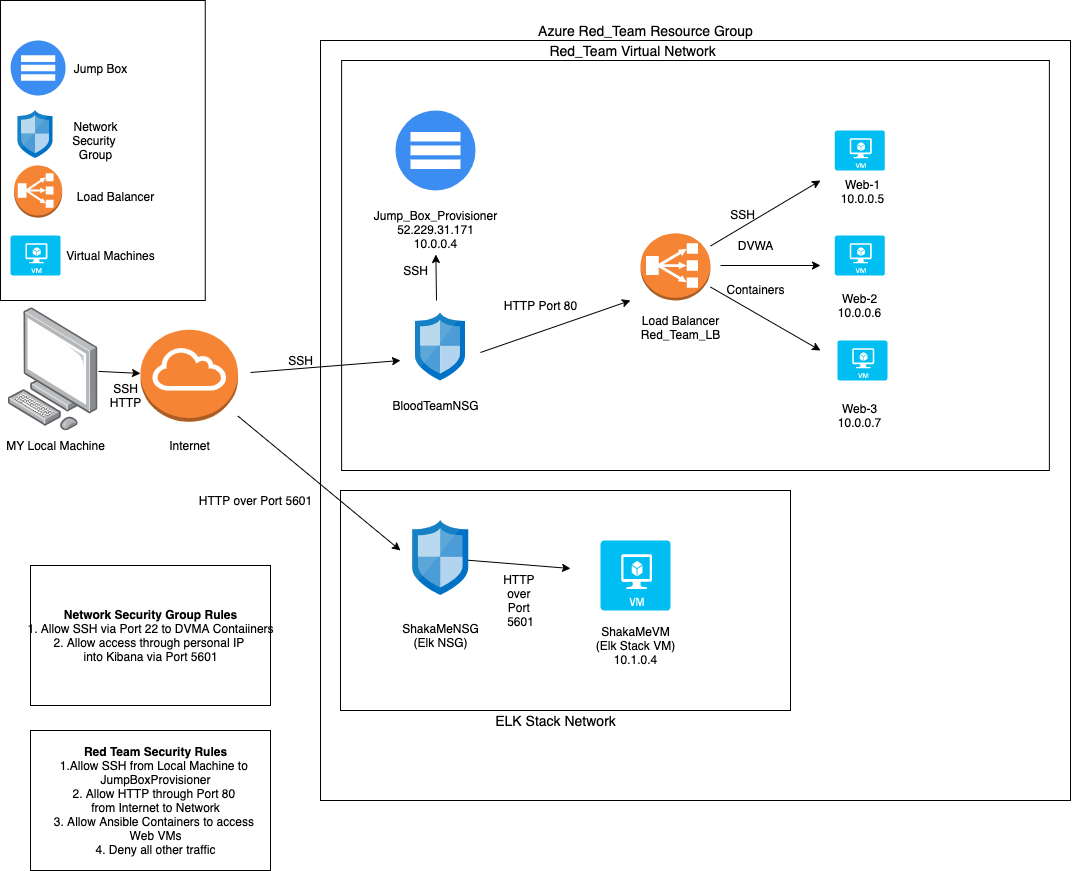 Jump Box
Network
Security
Group
Load Balancer
VM
Virtual Machines
MY Local Machine
SSH
HTTP
Internet
SSH
HTTP over Port 5601
Azure Red_Team Resource Group
Red_Team Virtual Network
Jump_Box_Provisioner
52.229.31.171
10.0.0.4
SSH
BloodTeamNSG
HTTP Port 80
Load Balancer
Red_Team_LB
SSH
DVWA
Containers
VM
Web-1
10.0.0.5
VM
Web-2
10.0.0.6
VM
Web-3
10.0.0.7
ShakaMeNSG
(Elk NSG)
HTTP
over
Port
5601
VM
ShakaMeVM
(Elk Stack VM)
10.1.0.4
ELK Stack Network
Network Security Group Rules
1. Allow SSH via Port 22 to DVMA Contaiiners
2. Allow access through personal IP
into Kibana via Port 5601
Red Team Security Rules
1.Allow SSH from Local Machine to
JumpBoxProvisioner
2. Allow HTTP through Port 80
from Internet to Network
3. Allow Ansible Containers to access
Web VMs
4. Deny all other traffic